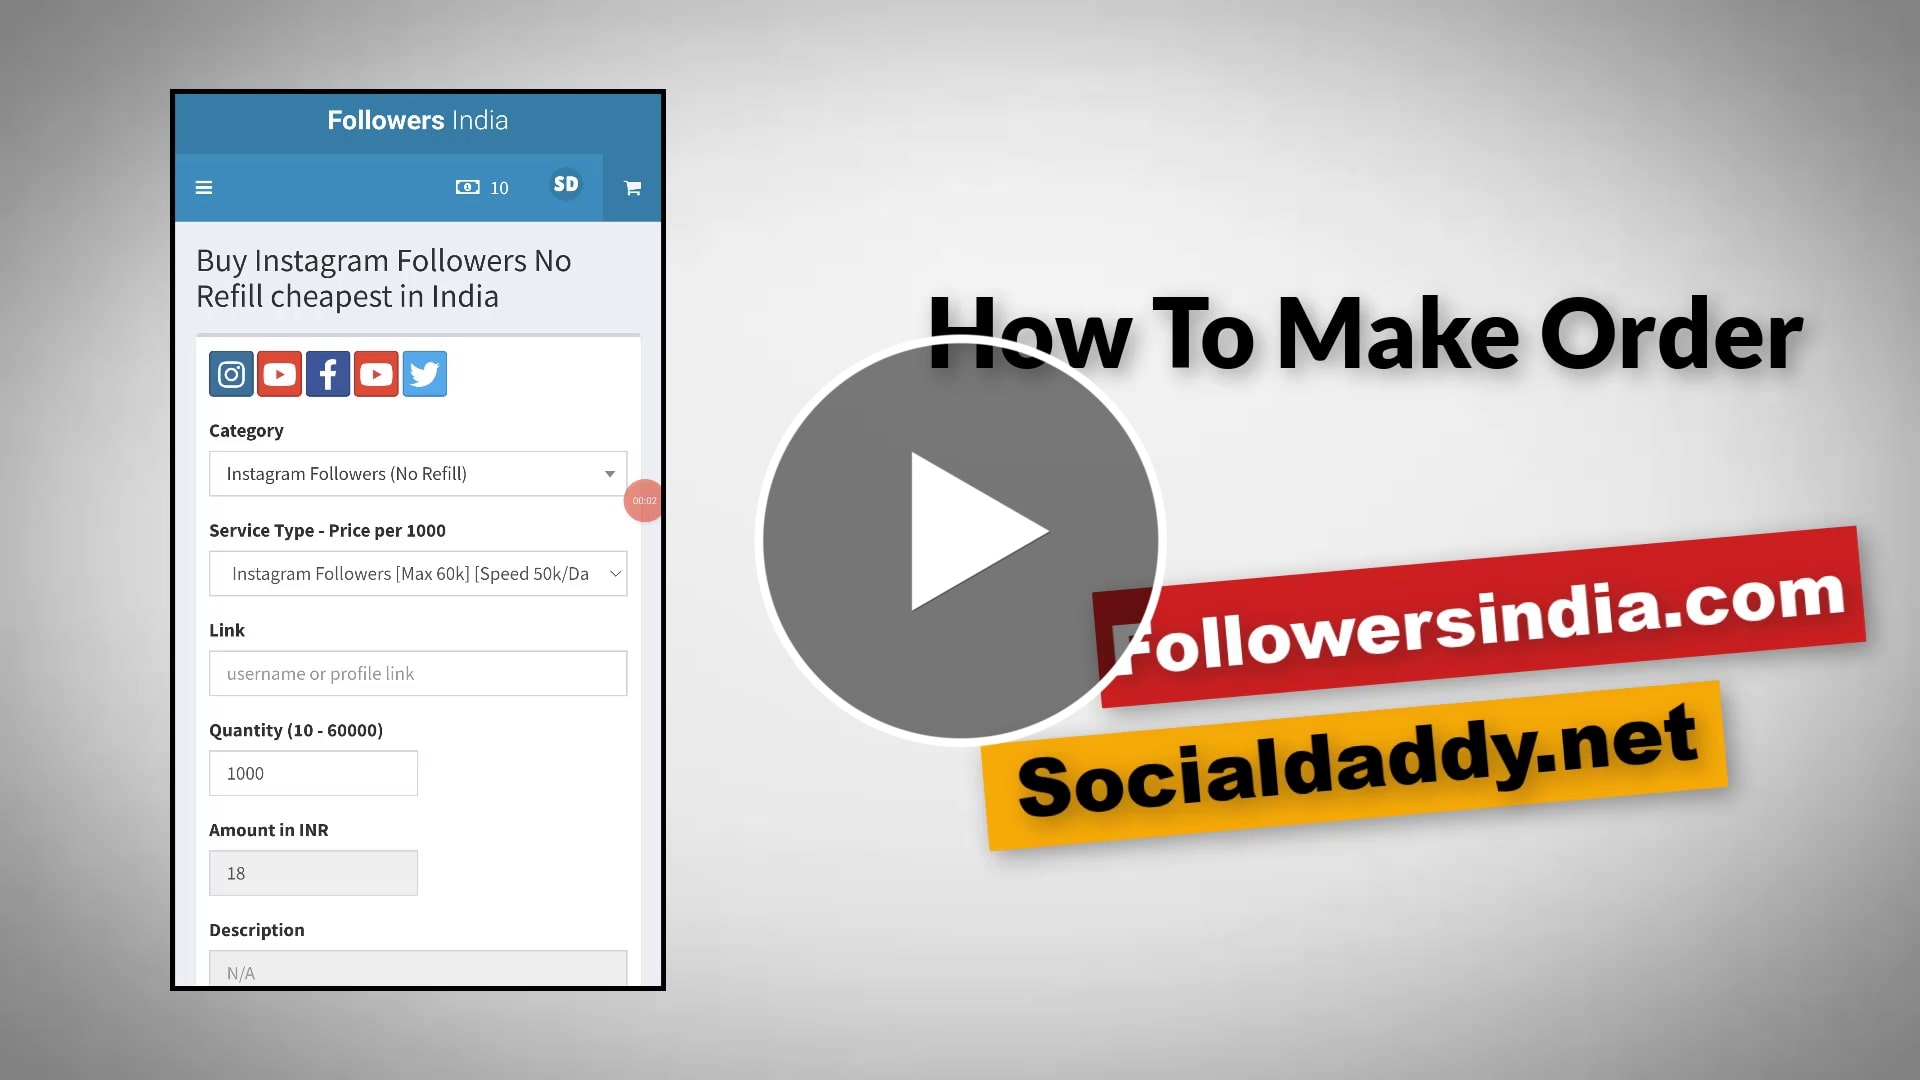 Followers India
10
SD
Buy Instagram Followers No
Refill cheapest in India
Category
Instagram Followers (No Refill)
00:02
Service Type - Price per 1000
Instagram Followers [Max 60k] [Speed 50k/Da
Link
username or profile link
Quantity (10 - 60000)
1000
Amount in INR
18
Description
N/A
How To Make Order
Followersindia.com
Socialdaddy.net